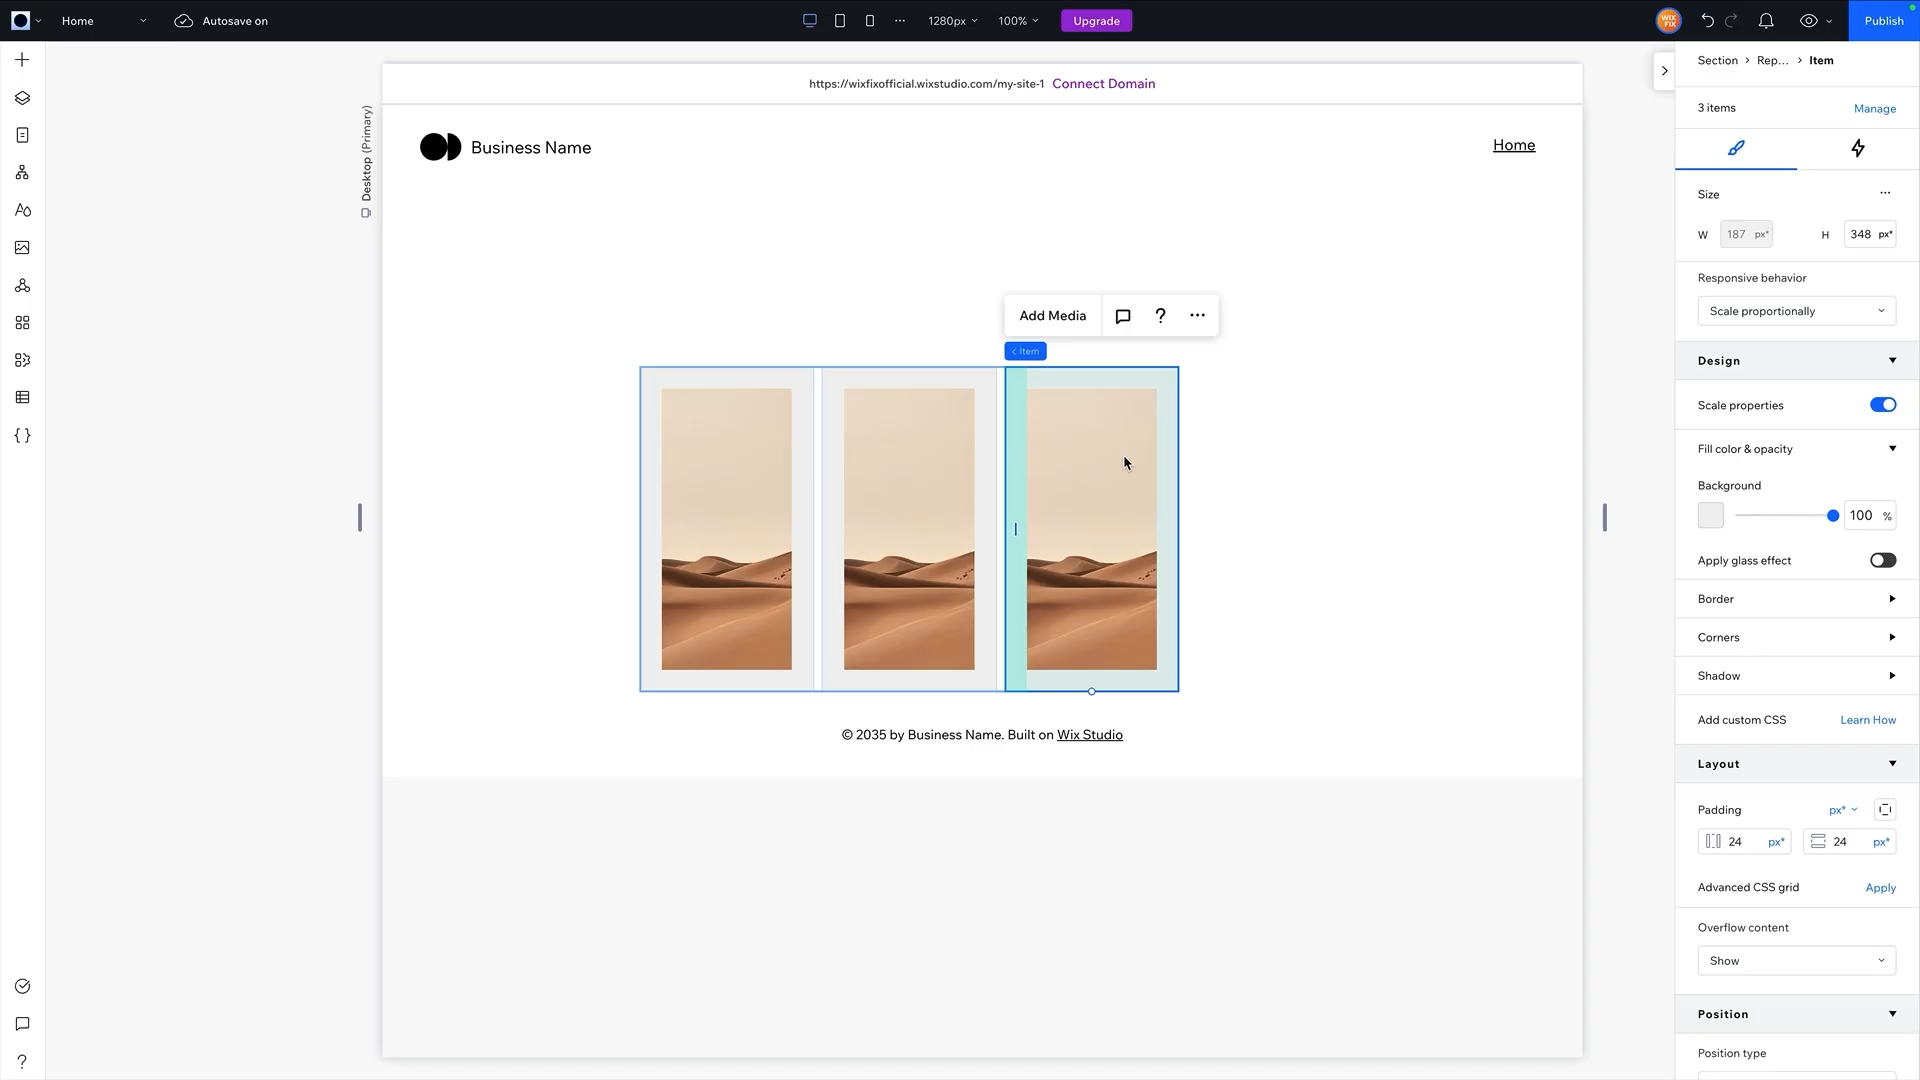 Home
Autosave on
1280px
100%
Upgrade
WIX
FIX
Publish
https://wixfixofficial.wixstudio.com/my-site-1 Connect Domain
Desktop (Primary)
Business Name
Home
Add Media
?
< Item
© 2035 by Business Name. Built on Wix Studio
Section > Rep... > Item
3 items
Manage
Size
W 187 px*
H 348 px*
Responsive behavior
Scale proportionally
Design
Scale properties
Fill color & opacity
Background
100 %
Apply glass effect
Border
Corners
Shadow
Add custom CSS
Learn How
Layout
Padding
px*
24 px*
24 px*
Advanced CSS grid
Apply
Overflow content
Show
Position
Position type